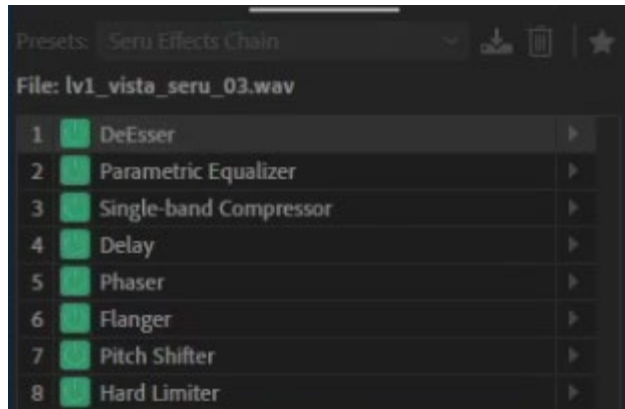 Presets: Seru Effects Chain
File: lv1_vista_seru_03.wav
1 DeEsser
2 Parametric Equalizer
3 Single-band Compressor
4 Delay
5 Phaser
6 Flanger
7 Pitch Shifter
8 Hard Limiter